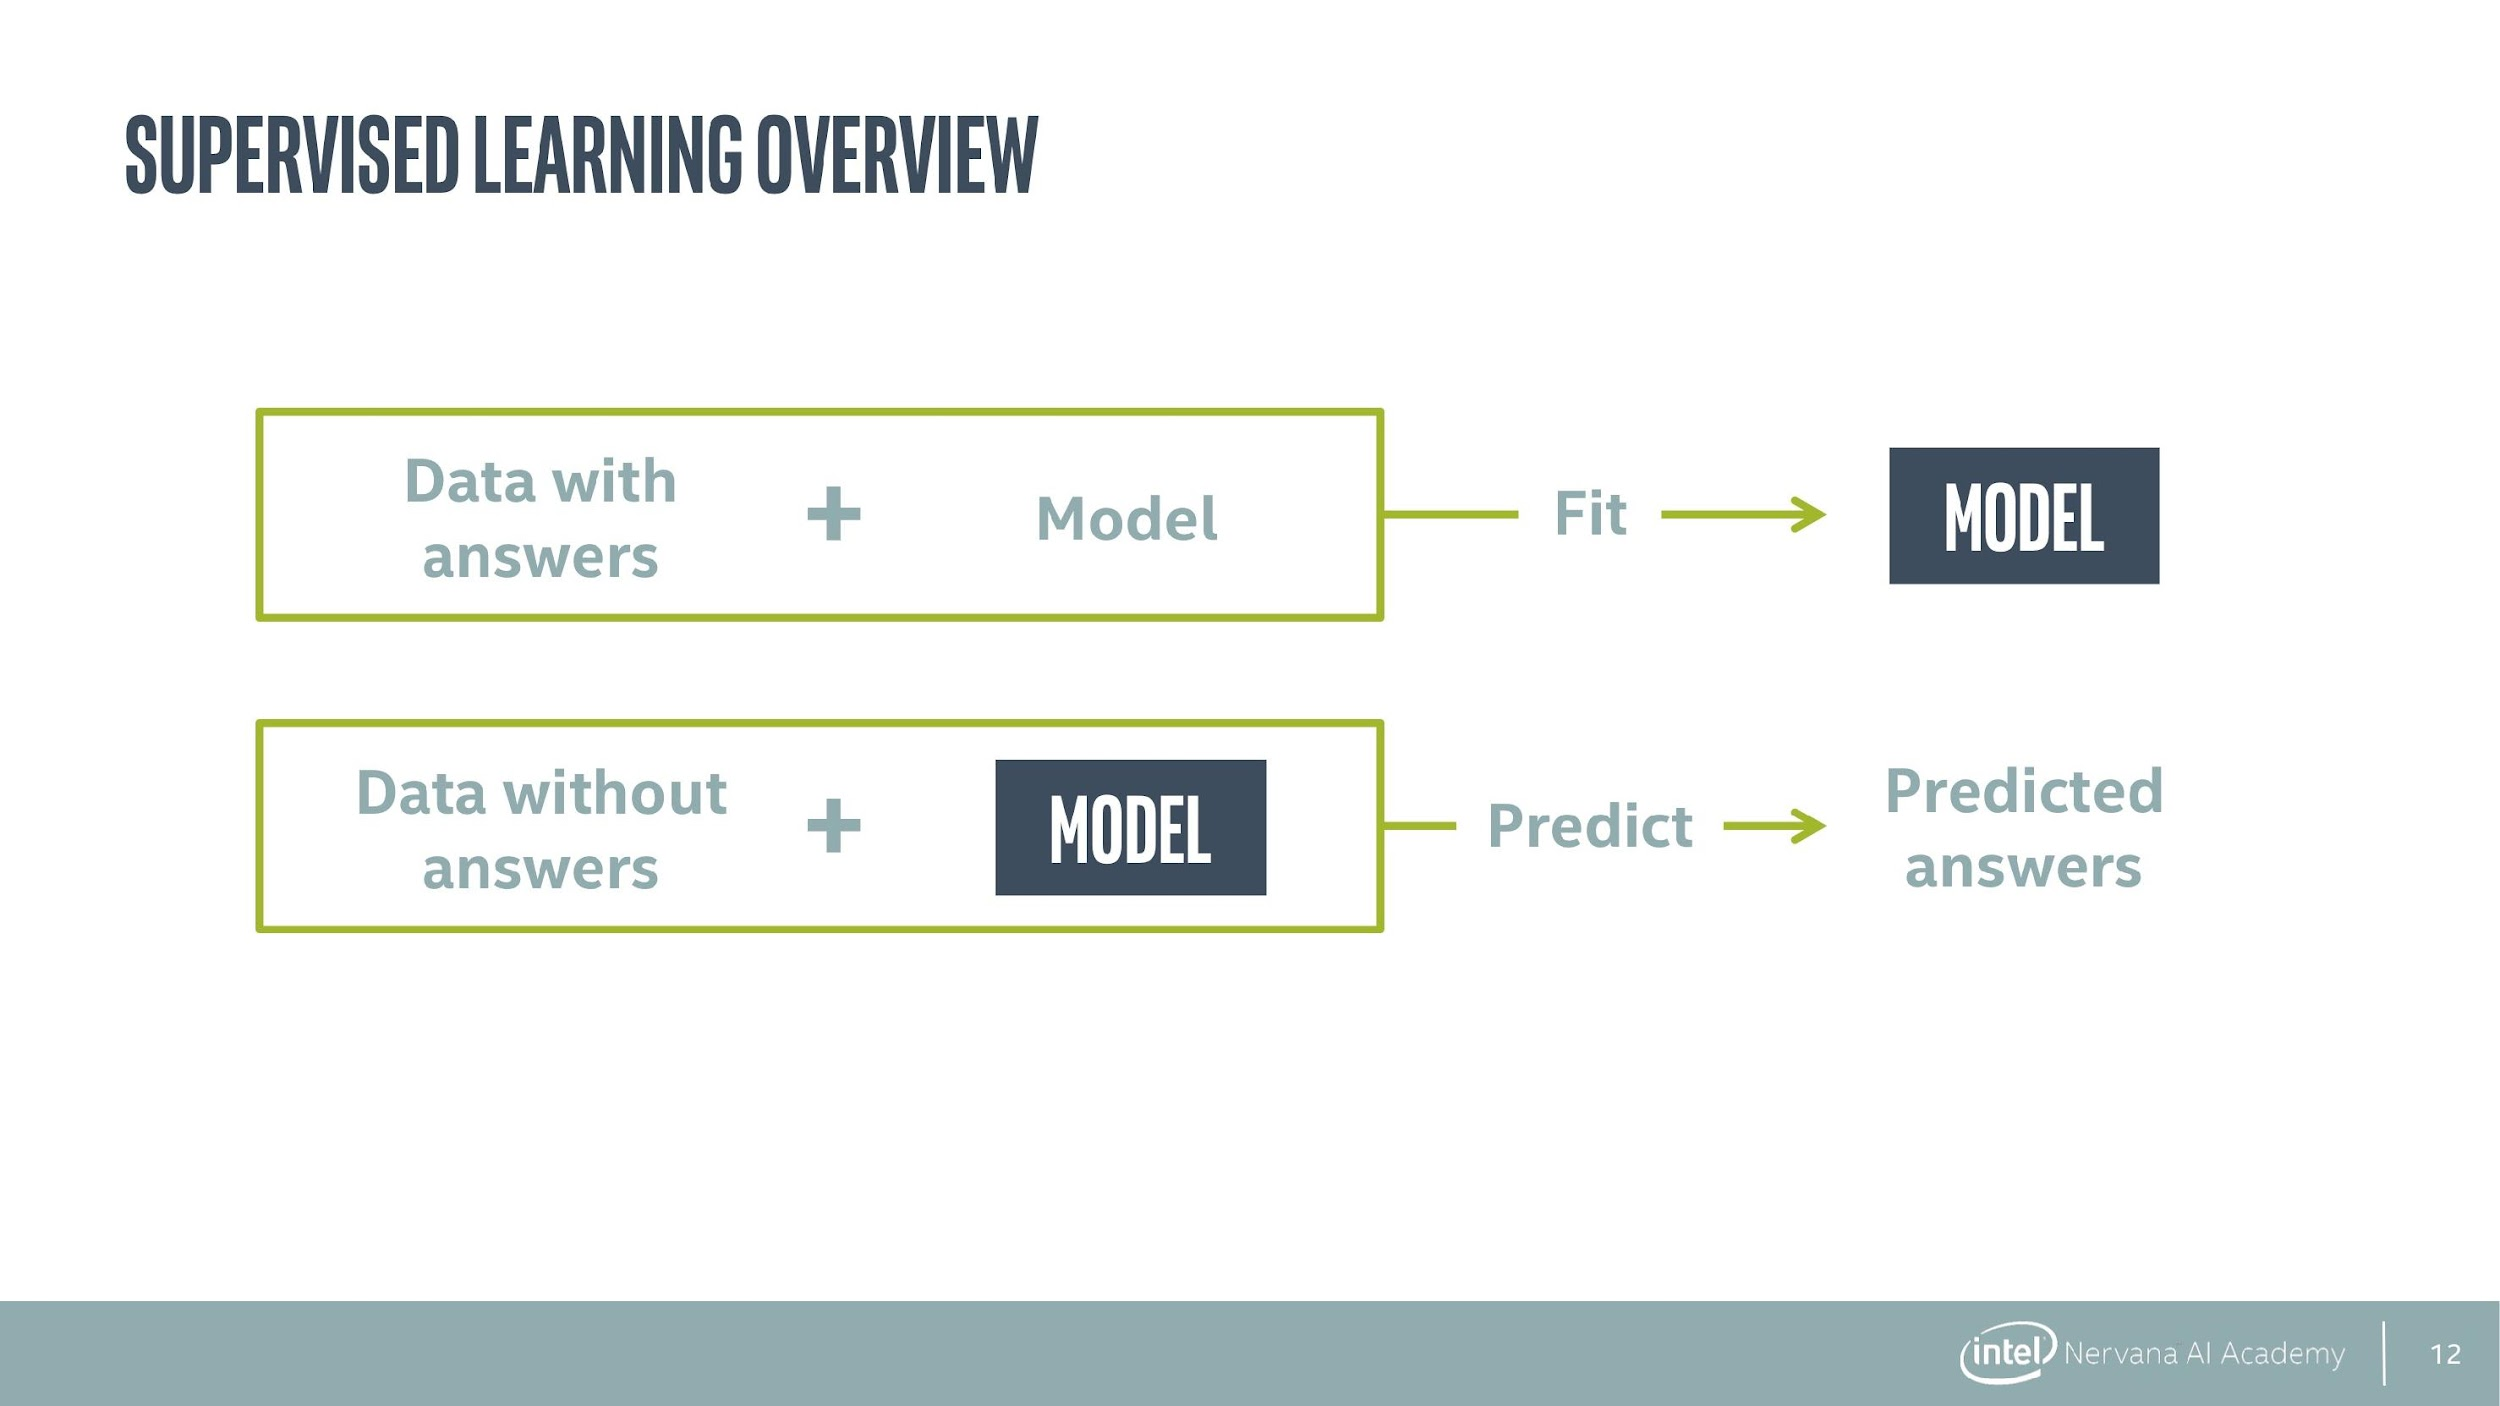 SUPERVISED LEARNING OVERVIEW
Data with
answers
+
Model
Fit
MODEL
Data without
answers
+
MODEL
Predict
Predicted
answers
intel Nervana AI Academy
12